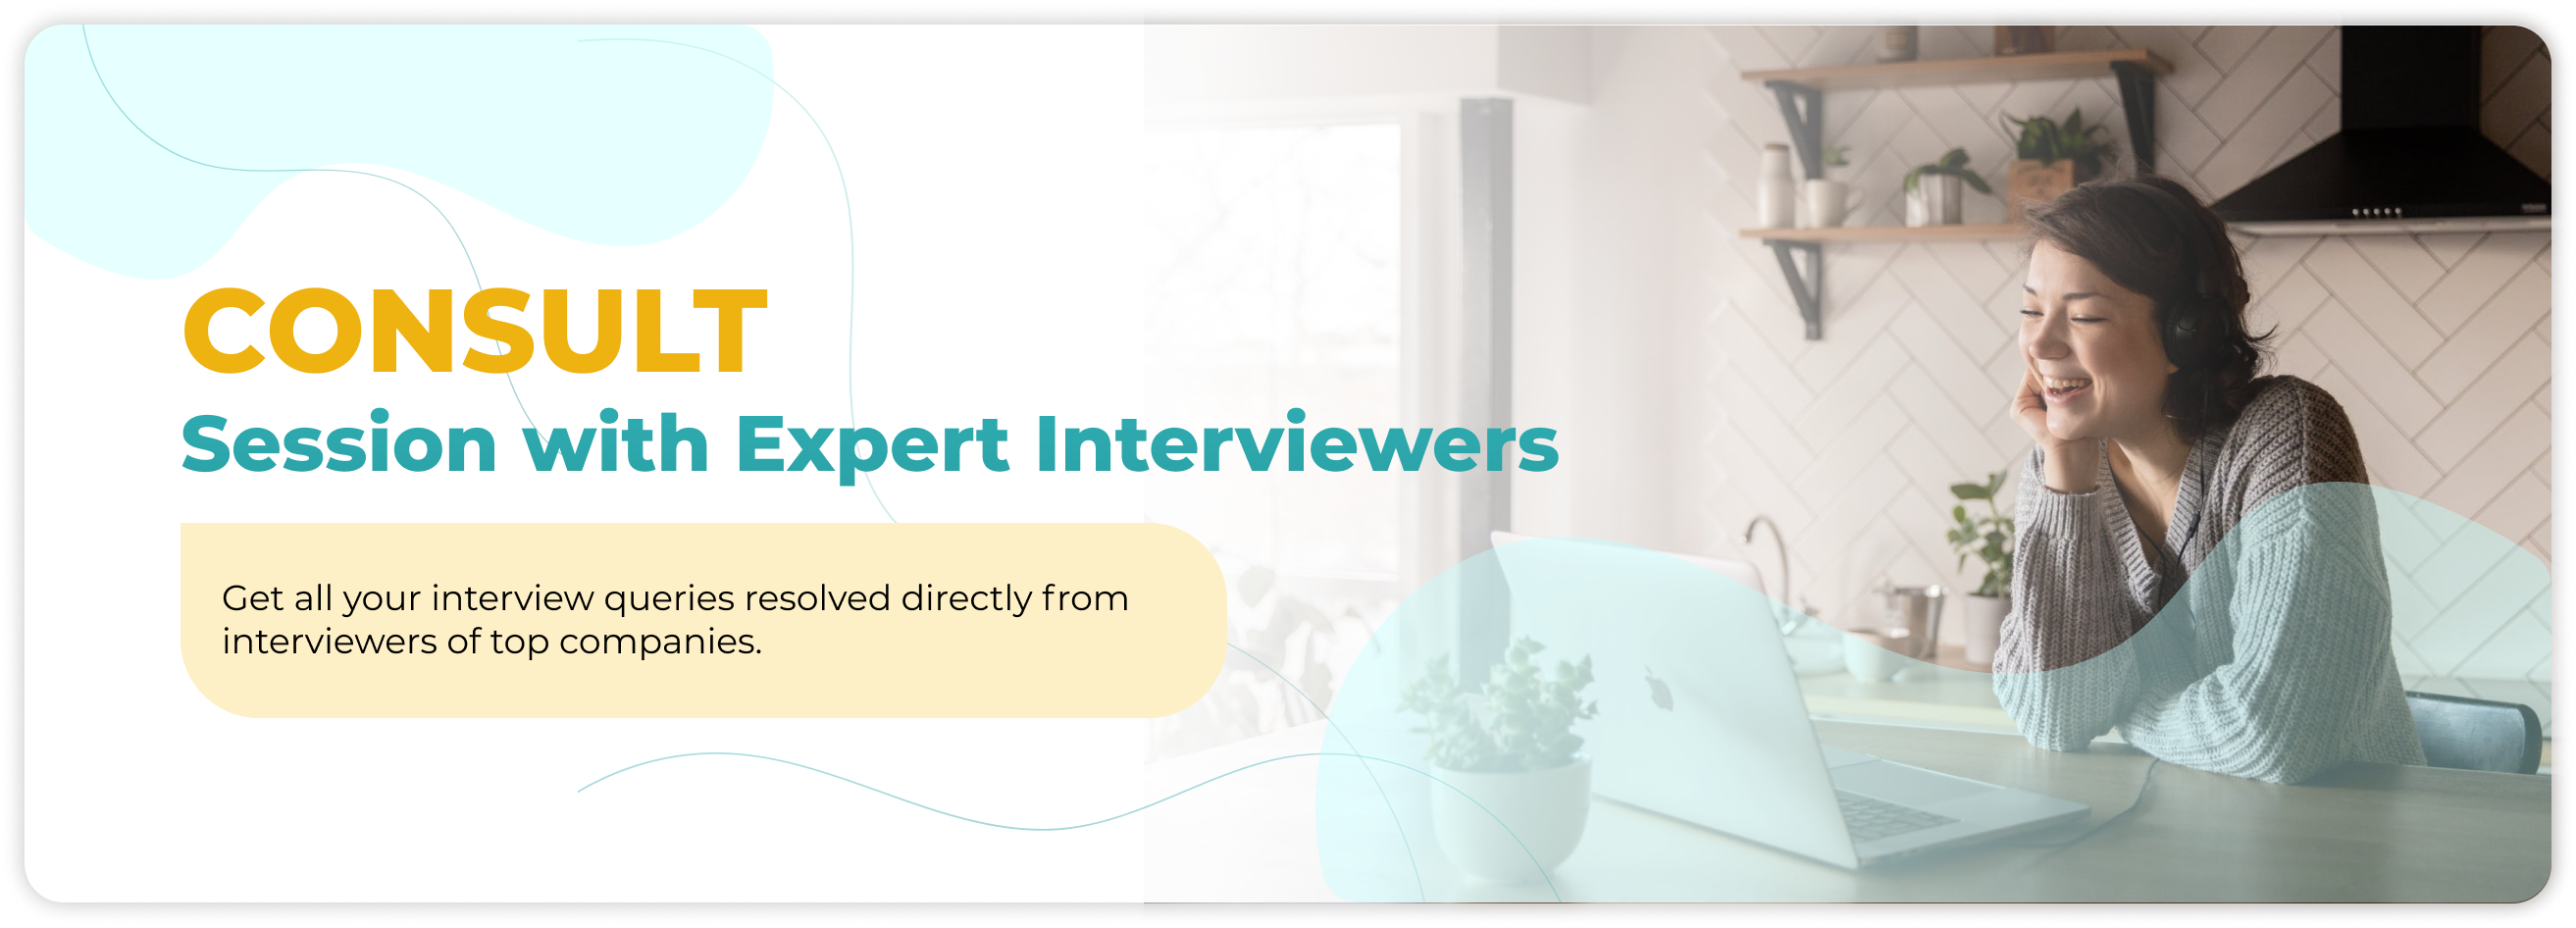 CONSULT
Session with Expert Interviewers
Get all your interview queries resolved directly from
interviewers of top companies.